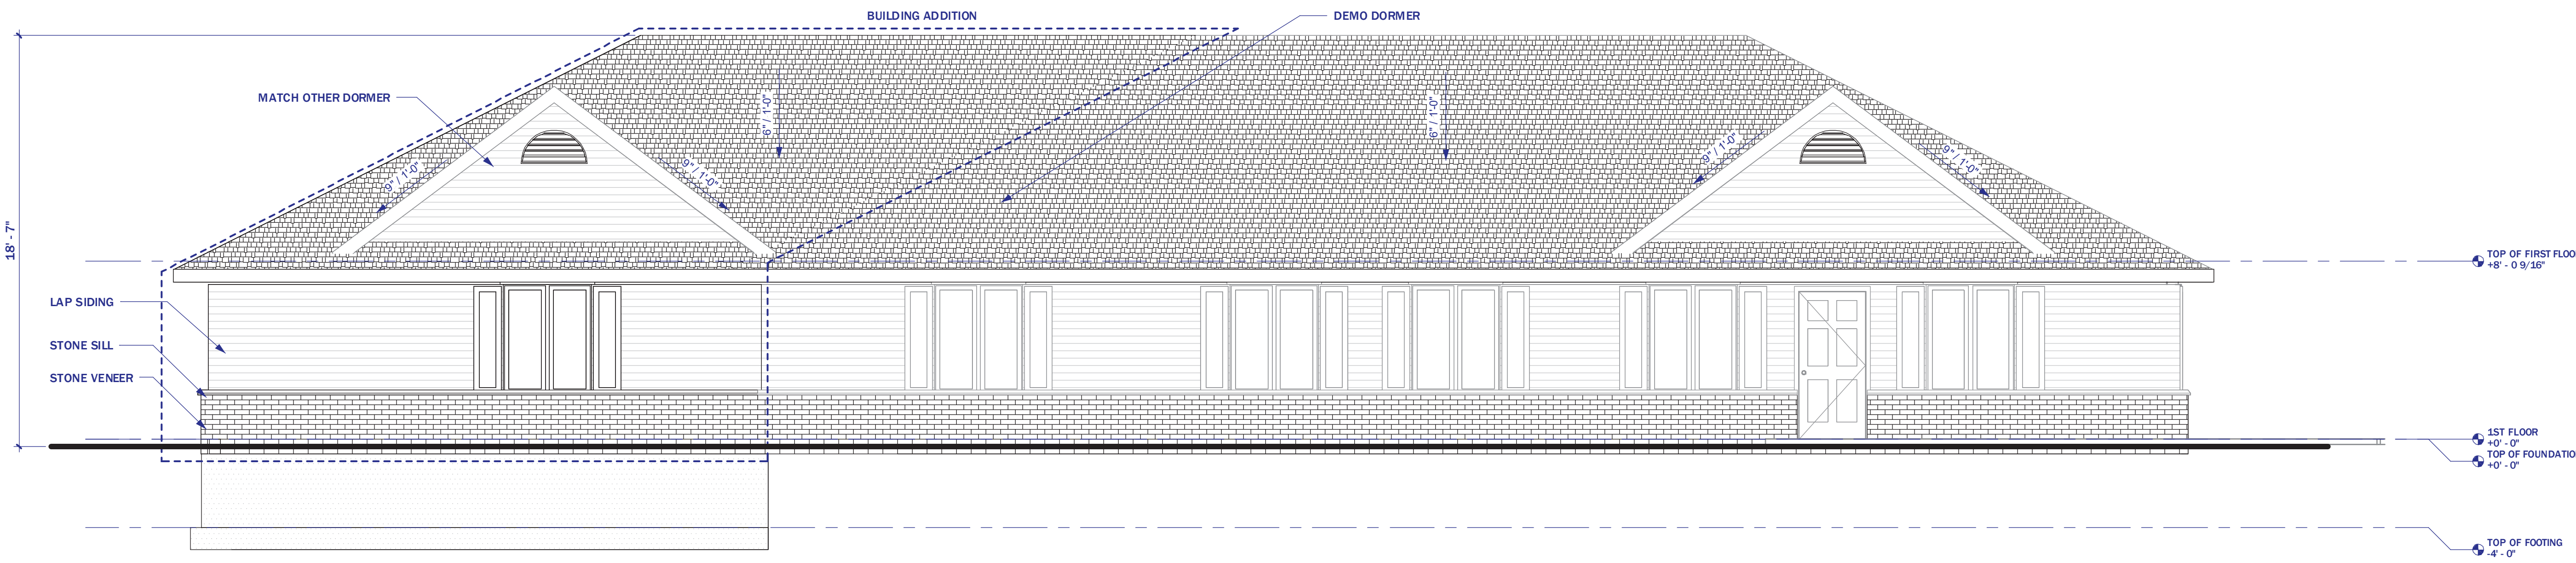 BUILDING ADDITION
DEMO DORMER
MATCH OTHER DORMER
6" / 1'-0"
6" / 1'-0"
9" / 1'-0"
9" / 1'-0"
9" / 1'-0"
9" / 1'-0"
18' - 7"
TOP OF FIRST FLOO
+8' - 0 9/16"
LAP SIDING
STONE SILL
STONE VENEER
1ST FLOOR
+0' - 0"
TOP OF FOUNDATIO
+0' - 0"
TOP OF FOOTING
-4' - 0"